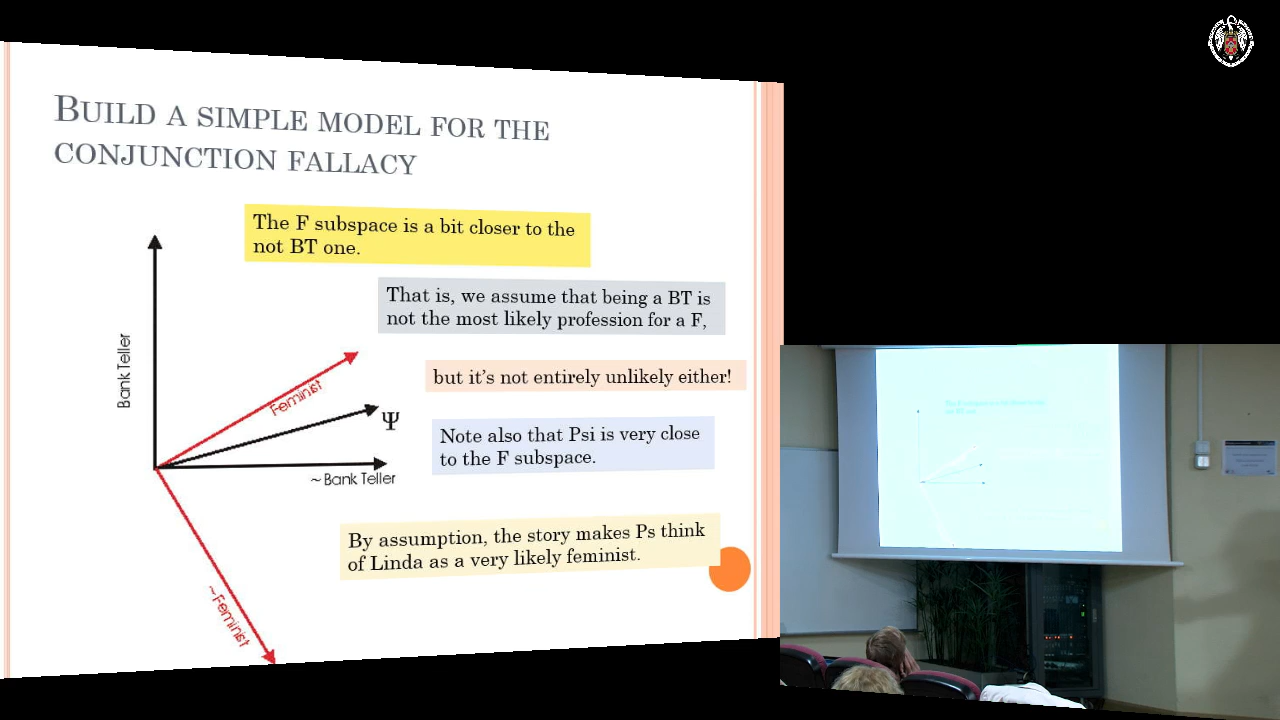 BUILD A SIMPLE MODEL FOR THE
CONJUNCTION FALLACY
The F subspace is a bit closer to the
not BT one.
That is, we assume that being a BT is
not the most likely profession for a F,
but it's not entirely unlikely either!
Note also that Psi is very close
to the F subspace.
By assumption, the story makes Ps think
of Linda as a very likely feminist.
Bank Teller
Feminist
Ψ
~ Bank Teller
~ Feminist